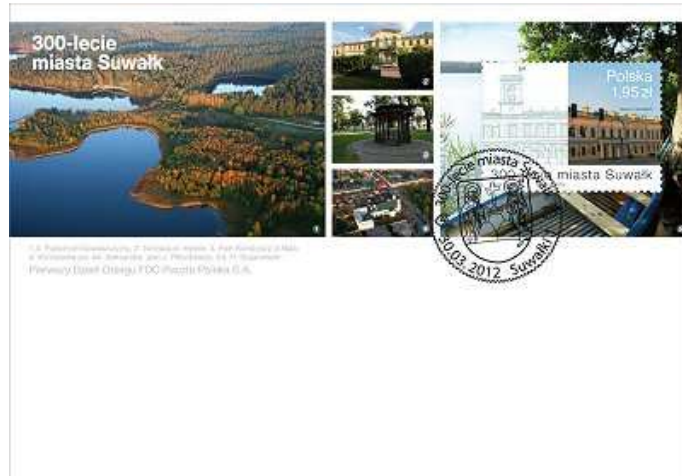 300-lecie
miasta Suwałk
Polska
1,95 zł
300-lecie miasta Suwałk
300-lecie miasta Suwałk
30.03.2012 Suwałki
Pierwszy Dzień Obiegu FDC Poczta Polska S.A.